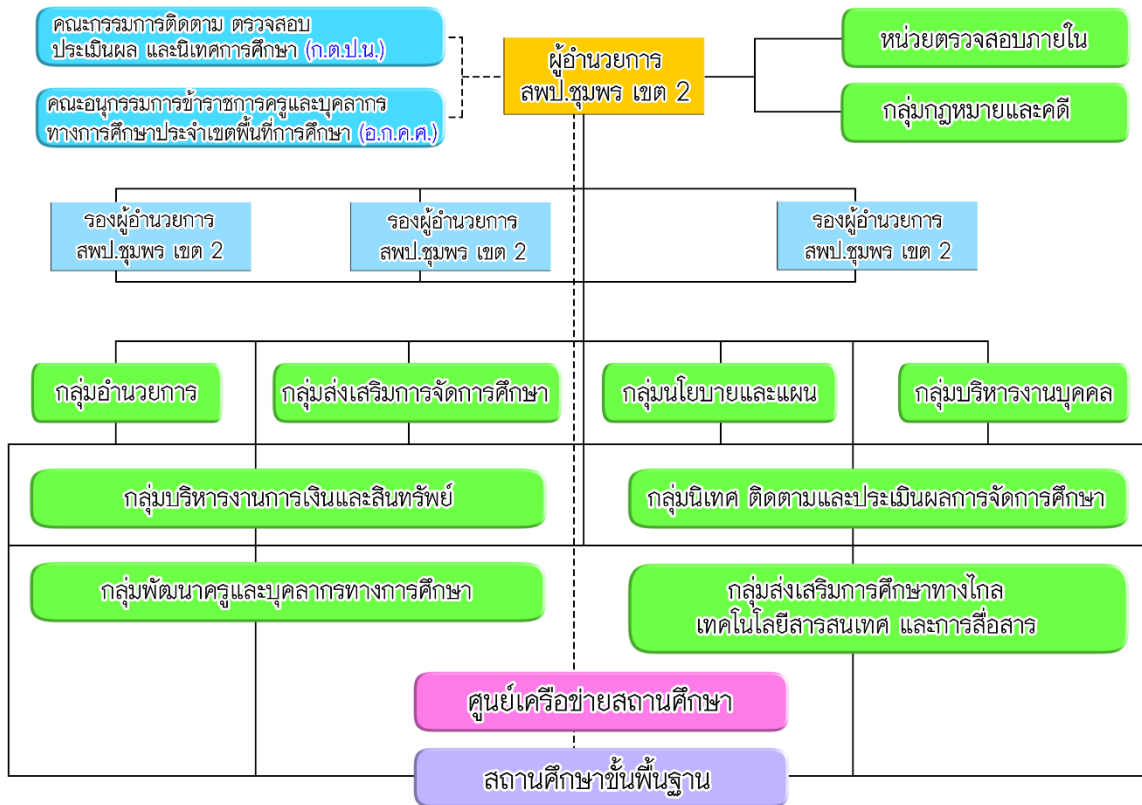 คณะกรรมการติดตาม ตรวจสอบ
ประเมินผล และนิเทศการศึกษา (ก.ต.ป.น.)
คณะอนุกรรมการข้าราชการครูและบุคลากร
ทางการศึกษาประจำเขตพื้นที่การศึกษา (อ.ก.ค.ศ.)
ผู้อำนวยการ
สพป.ชุมพร เขต 2
หน่วยตรวจสอบภายใน
กลุ่มกฎหมายและคดี
รองผู้อำนวยการ
สพป.ชุมพร เขต 2
รองผู้อำนวยการ
สพป.ชุมพร เขต 2
รองผู้อำนวยการ
สพป.ชุมพร เขต 2
กลุ่มอำนวยการ
กลุ่มส่งเสริมการจัดการศึกษา
กลุ่มนโยบายและแผน
กลุ่มบริหารงานบุคคล
กลุ่มบริหารงานการเงินและสินทรัพย์
กลุ่มนิเทศ ติดตามและประเมินผลการจัดการศึกษา
กลุ่มพัฒนาครูและบุคลากรทางการศึกษา
กลุ่มส่งเสริมการศึกษาทางไกล
เทคโนโลยีสารสนเทศ และการสื่อสาร
ศูนย์เครือข่ายสถานศึกษา
สถานศึกษาขั้นพื้นฐาน